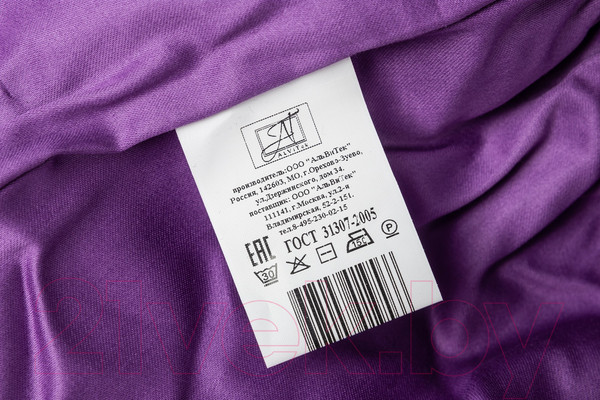 AlViTek
производитель:ООО "АльВиТек"
Россия, 142603, МО, г.Орехово-Зуево,
ул.Дзержинского, дом 34.
поставщик: ООО "АльВиТек"
111141, г.Москва, ул.2-я
Владимирская, 52-2-151.
тел.8-495-230-02-15
ЕАС ГОСТ 31307-2005
30 150 P